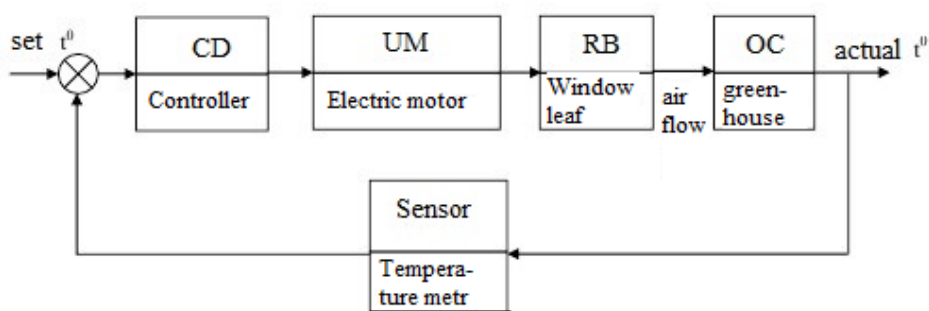 set t⁰
CD
Controller
UM
Electric motor
RB
Window
leaf
air
flow
OC
green-
house
actual t⁰
Sensor
Tempera-
ture metr